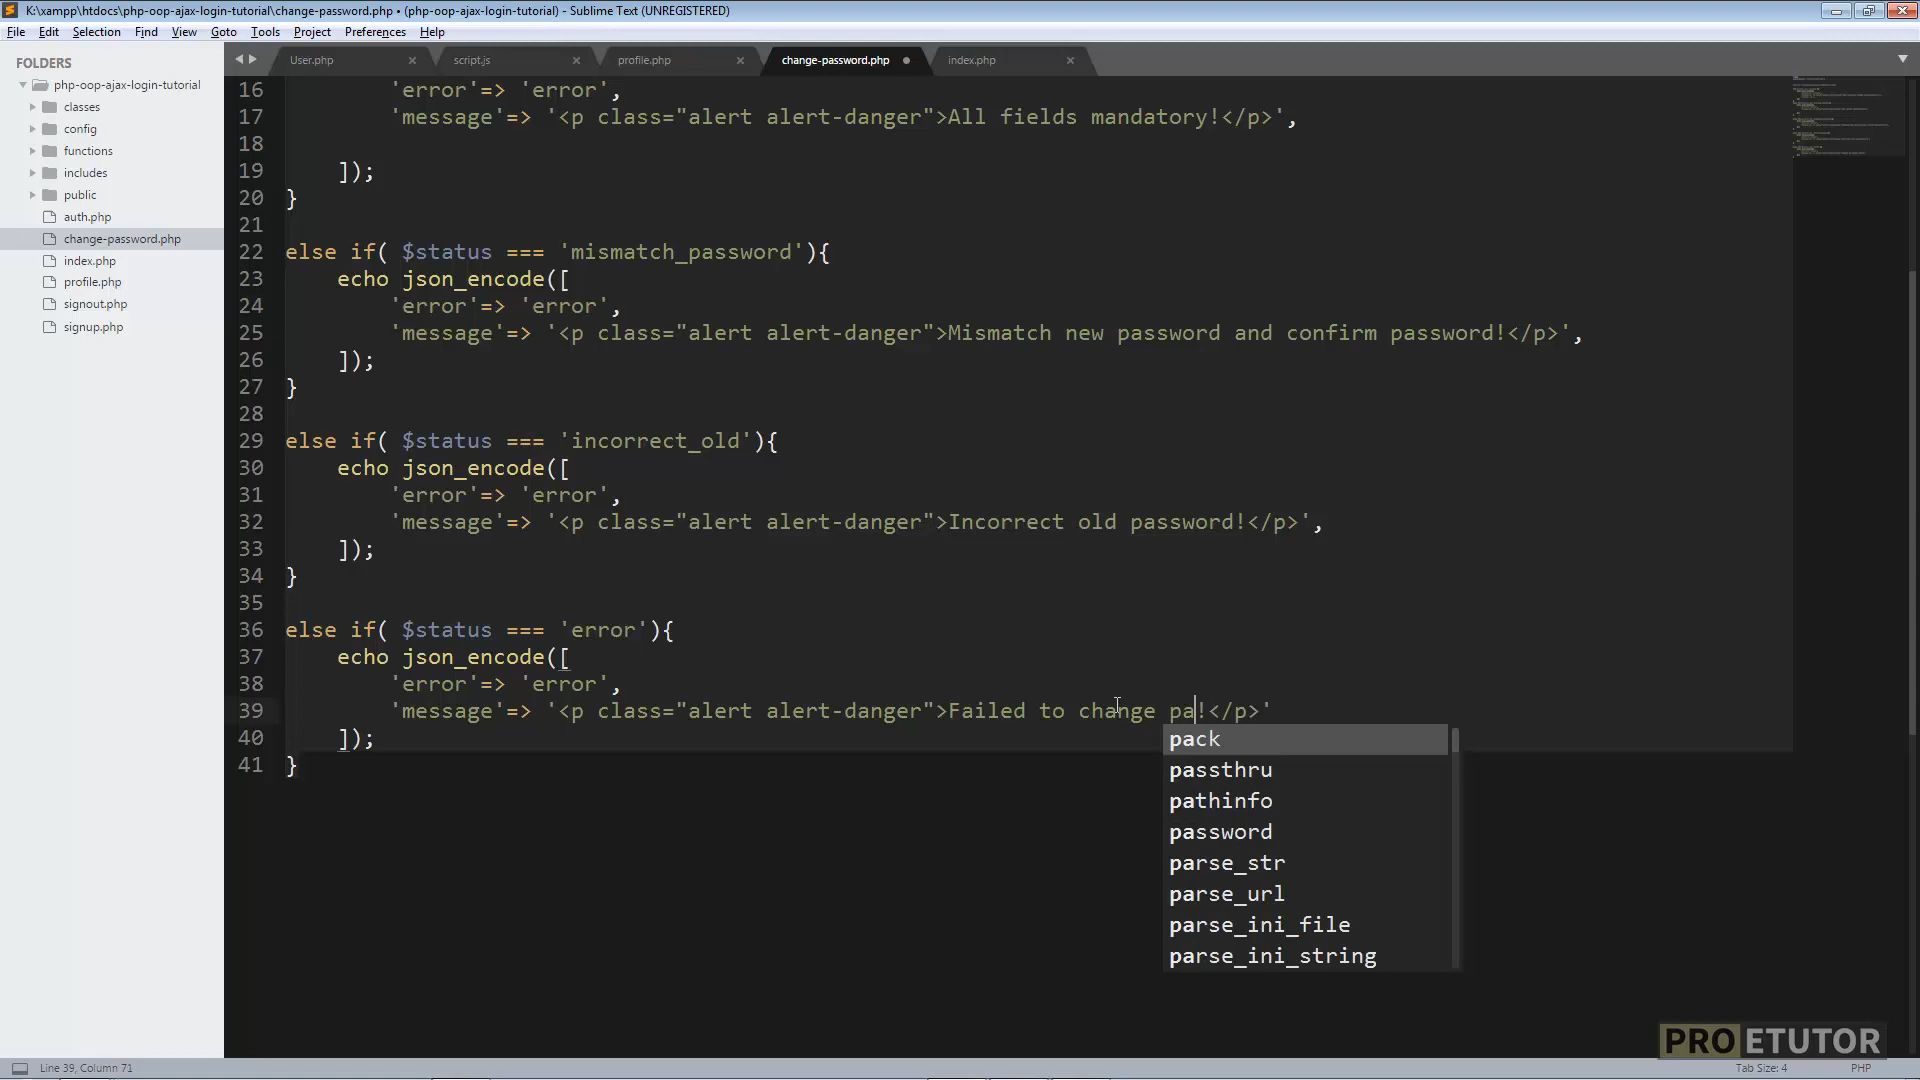 K:\xampp\htdocs\php-oop-ajax-login-tutorial\change-password.php • (php-oop-ajax-login-tutorial) - Sublime Text (UNREGISTERED)
File Edit Selection Find View Goto Tools Project Preferences Help
FOLDERS
php-oop-ajax-login-tutorial
classes
config
functions
includes
public
auth.php
change-password.php
index.php
profile.php
signout.php
signup.php
User.php script.js profile.php change-password.php index.php
16 'error'=> 'error',
17 'message'=> '<p class="alert alert-danger">All fields mandatory!</p>',
18
19 ]);
20 }
21
22 else if( $status === 'mismatch_password'){
23 echo json_encode([
24 'error'=> 'error',
25 'message'=> '<p class="alert alert-danger">Mismatch new password and confirm password!</p>',
26 ]);
27 }
28
29 else if( $status === 'incorrect_old'){
30 echo json_encode([
31 'error'=> 'error',
32 'message'=> '<p class="alert alert-danger">Incorrect old password!</p>',
33 ]);
34 }
35
36 else if( $status === 'error'){
37 echo json_encode([
38 'error'=> 'error',
39 'message'=> '<p class="alert alert-danger">Failed to change pa!</p>'
40 ]);
41 }
pack
passthru
pathinfo
password
parse_str
parse_url
parse_ini_file
parse_ini_string
PROETUTOR
Line 39, Column 71 Tab Size: 4 PHP